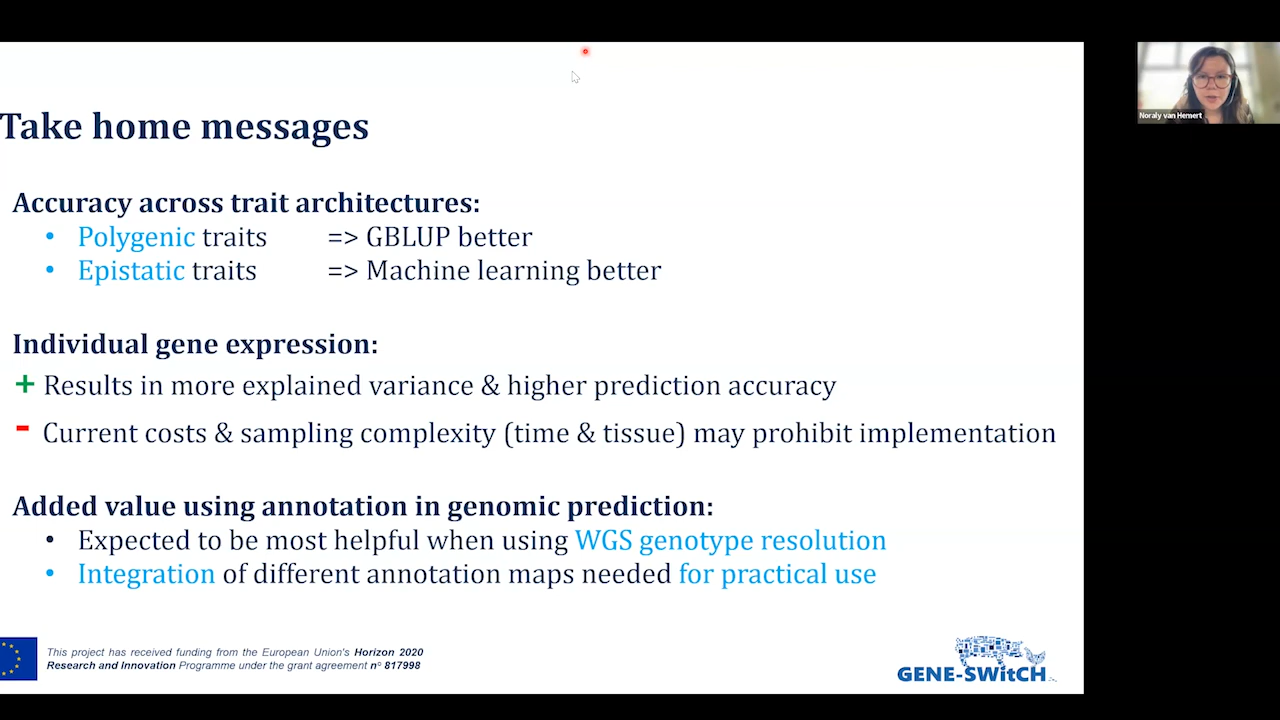 Take home messages
Accuracy across trait architectures:
• Polygenic traits => GBLUP better
• Epistatic traits => Machine learning better
Individual gene expression:
+ Results in more explained variance & higher prediction accuracy
- Current costs & sampling complexity (time & tissue) may prohibit implementation
Added value using annotation in genomic prediction:
• Expected to be most helpful when using WGS genotype resolution
• Integration of different annotation maps needed for practical use
This project has received funding from the European Union's Horizon 2020
Research and Innovation Programme under the grant agreement n° 817998
GENE-SWitCH
Noraly van Hemert